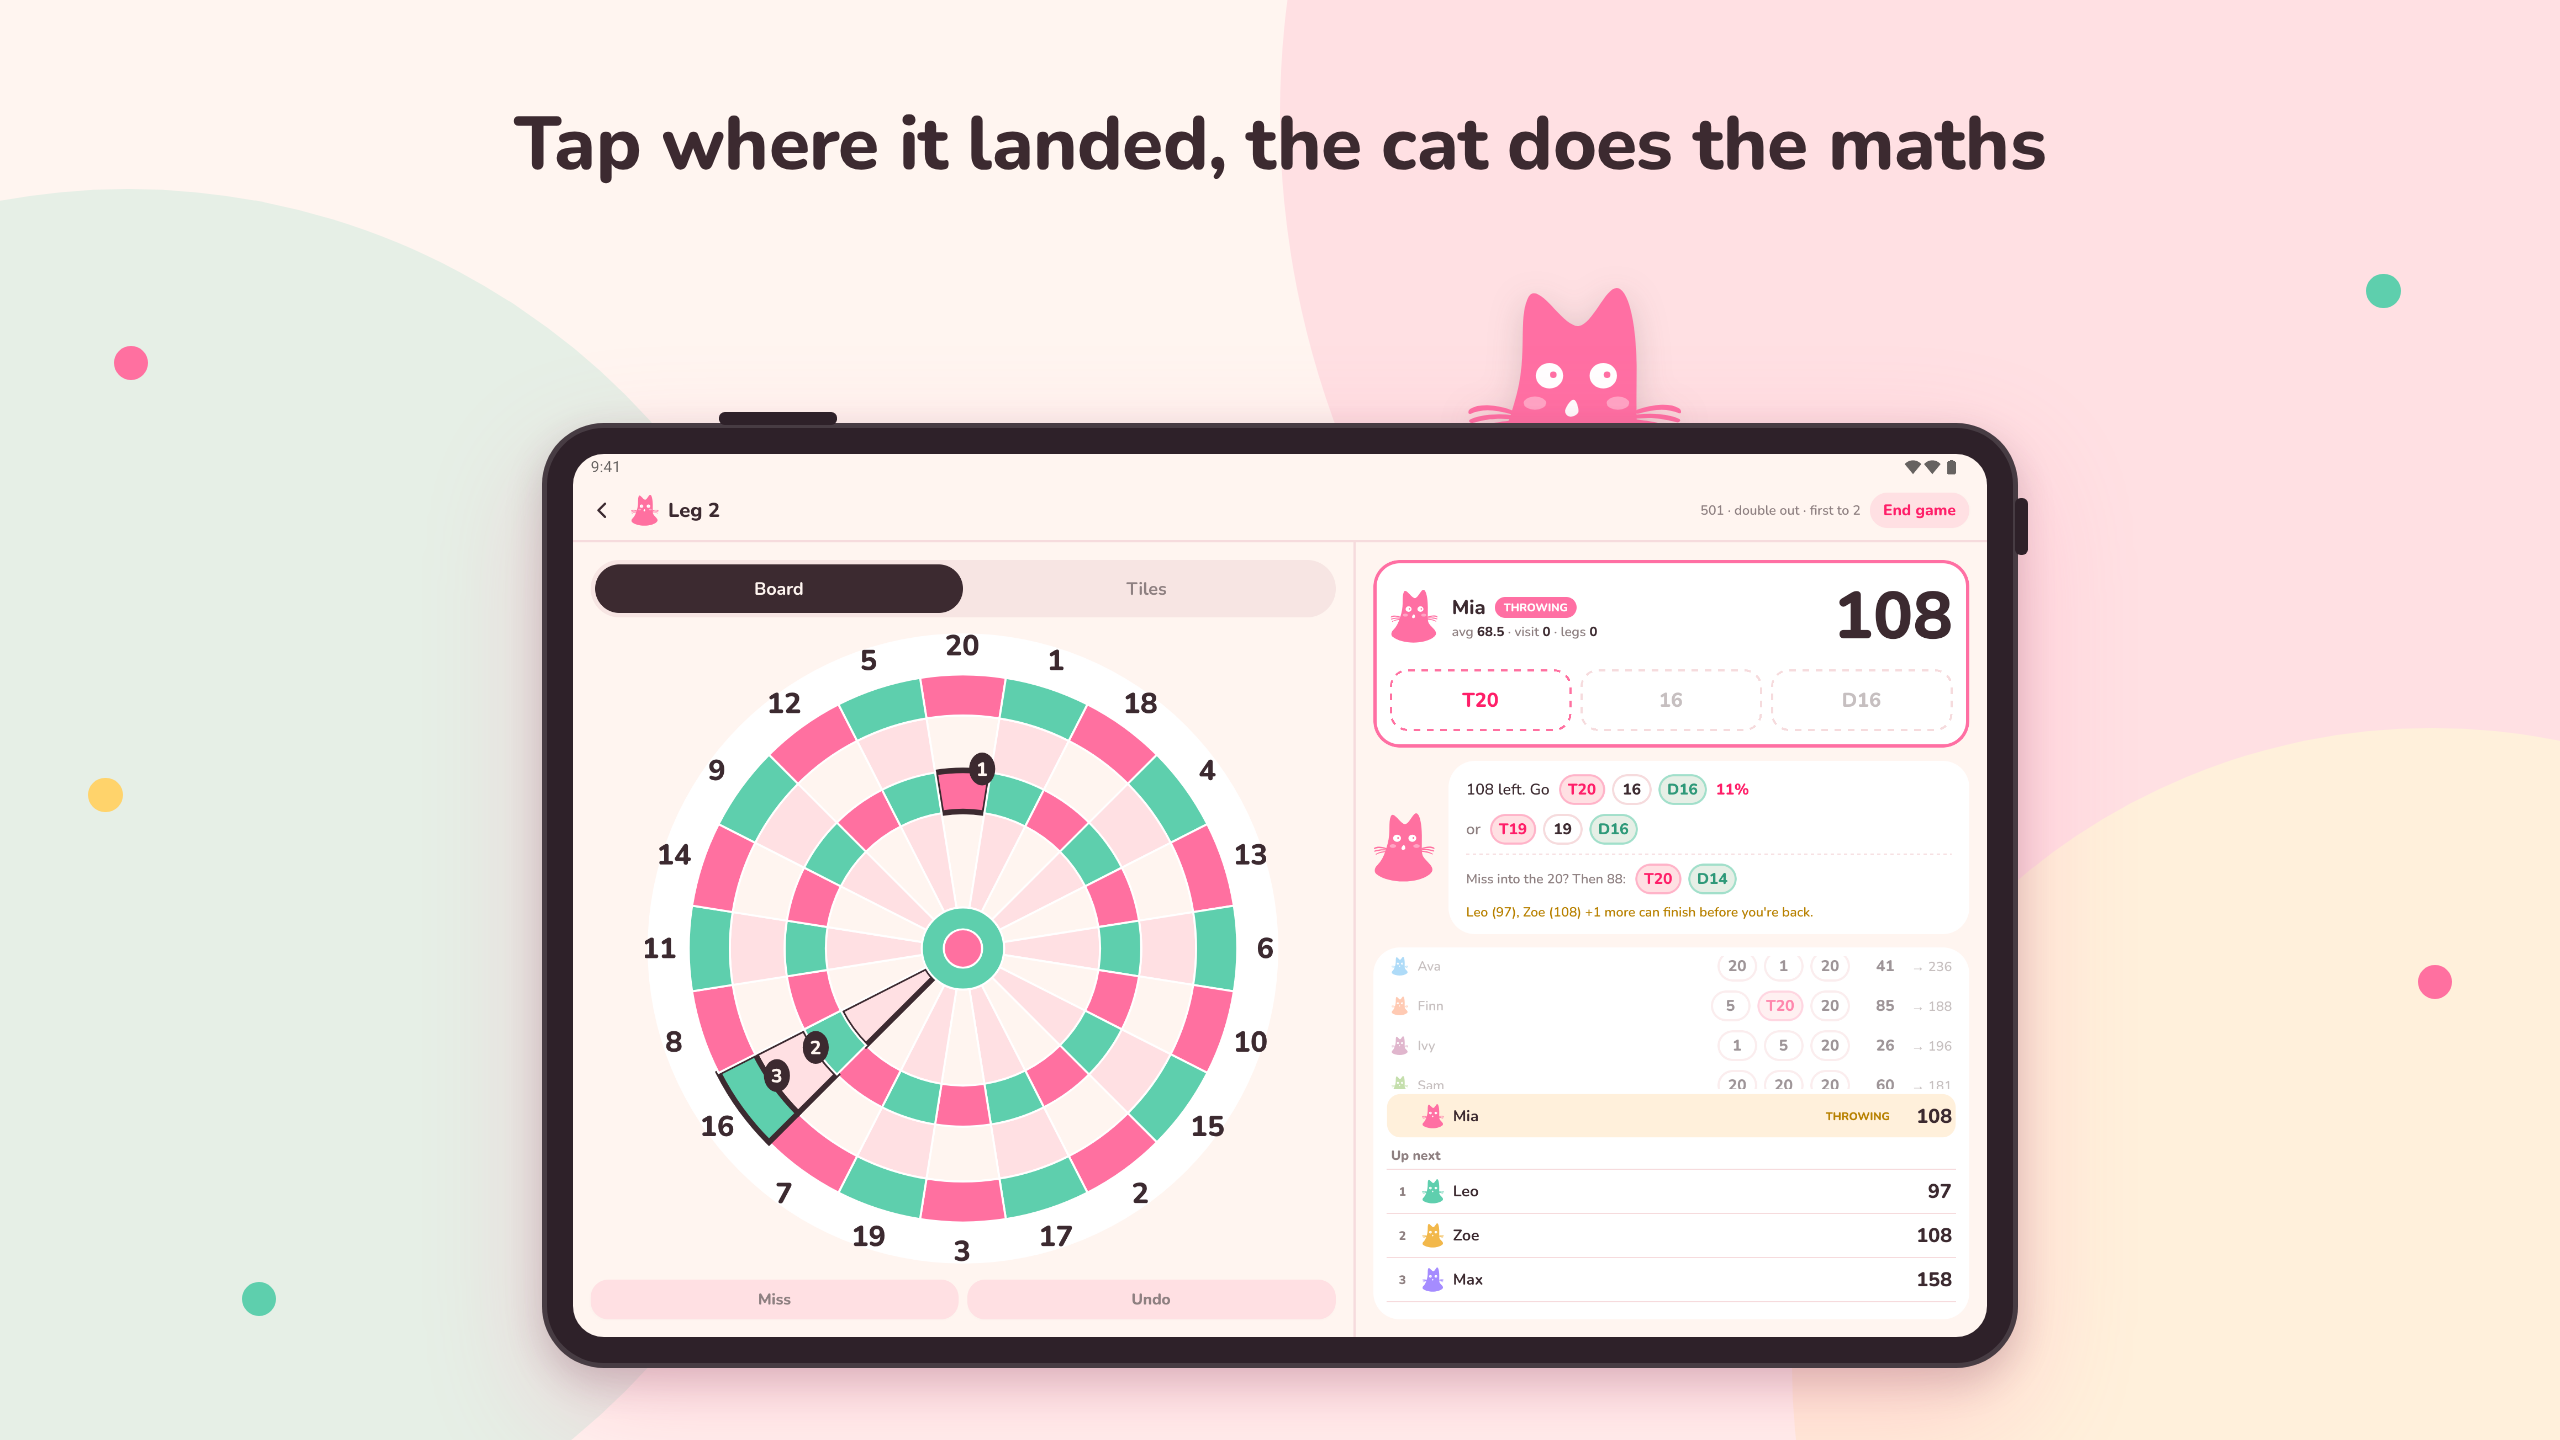 Tap where it landed, the cat does the maths
9:41
Leg 2
501 · double out · first to 2
End game
Board
Tiles
20
1
18
4
13
6
10
15
2
17
3
19
7
16
8
11
14
9
12
5
1
2
3
Miss
Undo
Mia THROWING
avg 68.5 · visit 0 · legs 0
108
T20 16 D16
108 left. Go T20 16 D16 11%
or T19 19 D16
Miss into the 20? Then 88: T20 D14
Leo (97), Zoe (108) +1 more can finish before you're back.
Ava 20 1 20 41 → 236
Finn 5 T20 20 85 → 188
Ivy 1 5 20 26 → 196
Sam 20 20 20 60 → 181
Mia THROWING 108
Up next
1 Leo 97
2 Zoe 108
3 Max 158